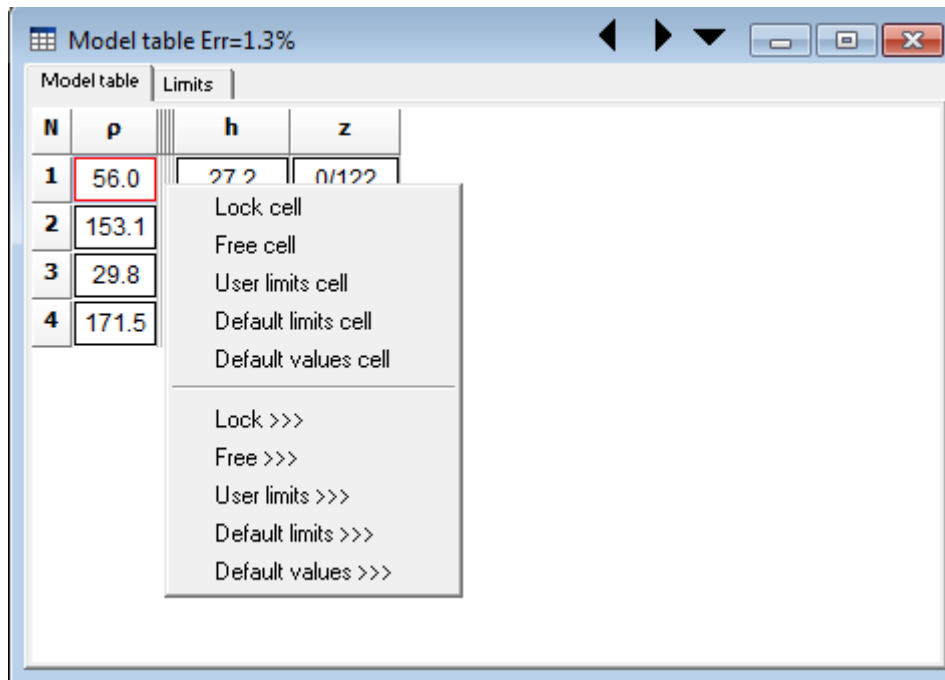 Model table Err=1.3%
Model table Limits
N ρ h z
1 56.0 27.2 0/122
2 153.1
3 29.8
4 171.5
Lock cell
Free cell
User limits cell
Default limits cell
Default values cell
Lock >>>
Free >>>
User limits >>>
Default limits >>>
Default values >>>